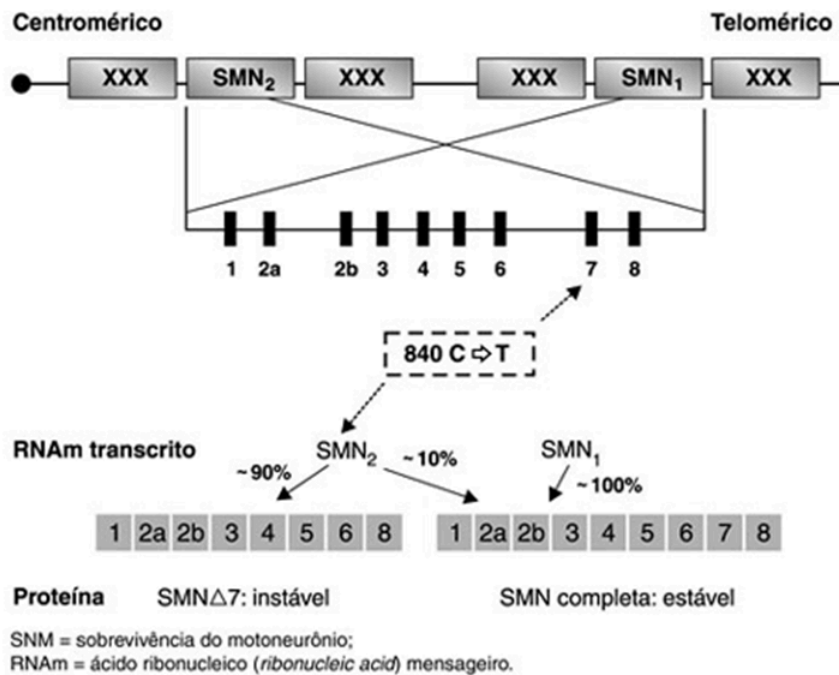 Centromérico Telomérico
XXX SMN₂ XXX XXX SMN₁ XXX
1 2a 2b 3 4 5 6 7 8
840 C ⇨ T
RNAm transcrito SMN₂ SMN₁
~90% ~10% ~100%
1 2a 2b 3 4 5 6 8 1 2a 2b 3 4 5 6 7 8
Proteína SMN△7: instável SMN completa: estável
SNM = sobrevivência do motoneurônio;
RNAm = ácido ribonucleico (ribonucleic acid) mensageiro.